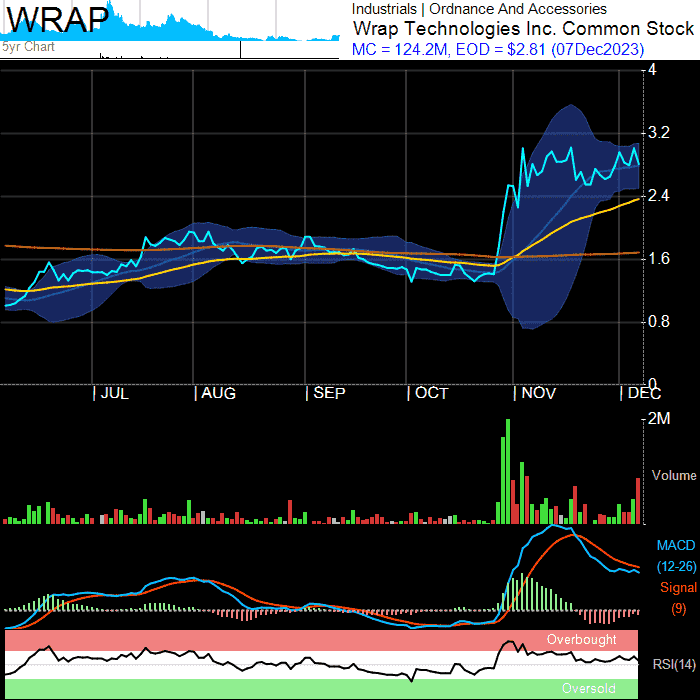 WRAP
5yr Chart
Industrials | Ordnance And Accessories
Wrap Technologies Inc. Common Stock
MC = 124.2M, EOD = $2.81 (07Dec2023)
4
3.2
2.4
1.6
0.8
0
JUL AUG SEP OCT NOV DEC
2M
Volume
MACD
(12-26)
Signal
(9)
Overbought
RSI(14)
Oversold